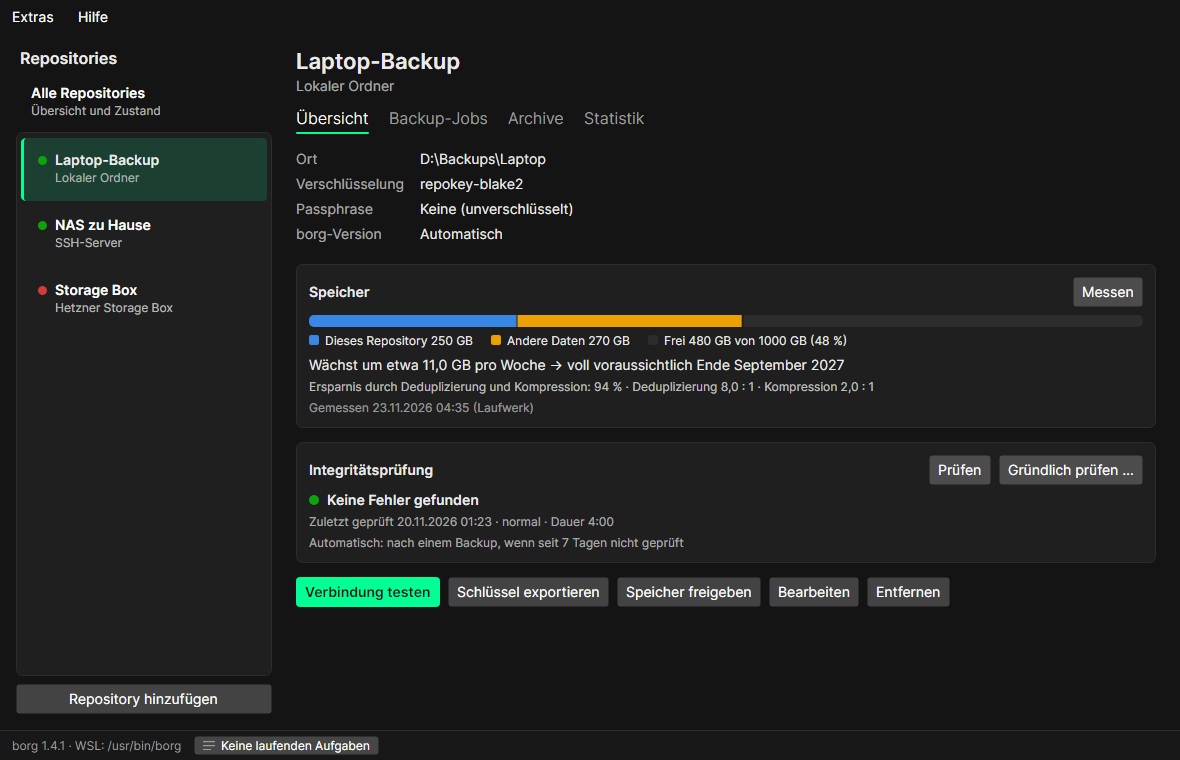 Extras Hilfe
Repositories
Alle Repositories
Übersicht und Zustand
Laptop-Backup
Lokaler Ordner
NAS zu Hause
SSH-Server
Storage Box
Hetzner Storage Box
Repository hinzufügen
Laptop-Backup
Lokaler Ordner
Übersicht Backup-Jobs Archive Statistik
Ort D:\Backups\Laptop
Verschlüsselung repokey-blake2
Passphrase Keine (unverschlüsselt)
borg-Version Automatisch
Speicher Messen
Dieses Repository 250 GB Andere Daten 270 GB Frei 480 GB von 1000 GB (48 %)
Wächst um etwa 11,0 GB pro Woche → voll voraussichtlich Ende September 2027
Ersparnis durch Deduplizierung und Kompression: 94 % · Deduplizierung 8,0 : 1 · Kompression 2,0 : 1
Gemessen 23.11.2026 04:35 (Laufwerk)
Integritätsprüfung Prüfen Gründlich prüfen ...
Keine Fehler gefunden
Zuletzt geprüft 20.11.2026 01:23 · normal · Dauer 4:00
Automatisch: nach einem Backup, wenn seit 7 Tagen nicht geprüft
Verbindung testen Schlüssel exportieren Speicher freigeben Bearbeiten Entfernen
borg 1.4.1 · WSL: /usr/bin/borg Keine laufenden Aufgaben